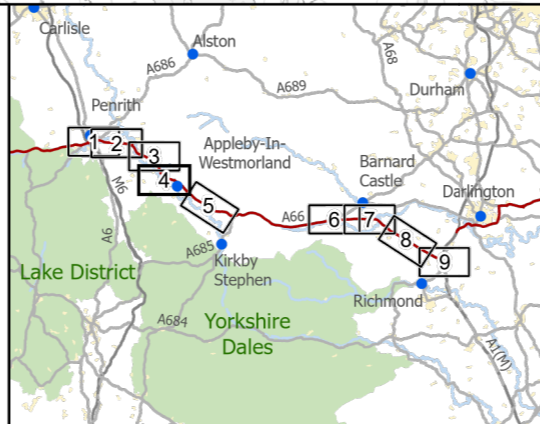 Carlisle
Alston
A686
A689
A68
Durham
Penrith
Appleby-In-
Westmorland
Barnard
Castle
Darlington
1
2
3
4
5
6
7
8
9
M6
A6
A66
A685
Kirkby
Stephen
Lake District
Richmond
A684
Yorkshire
Dales
A1(M)